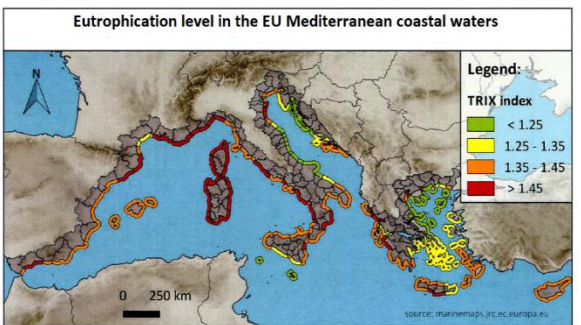 Eutrophication level in the EU Mediterranean coastal waters
N
Legend:
TRIX index
< 1.25
1.25 - 1.35
1.35 - 1.45
> 1.45
0 250 km
source: marinemaps.jrc.ec.europa.eu